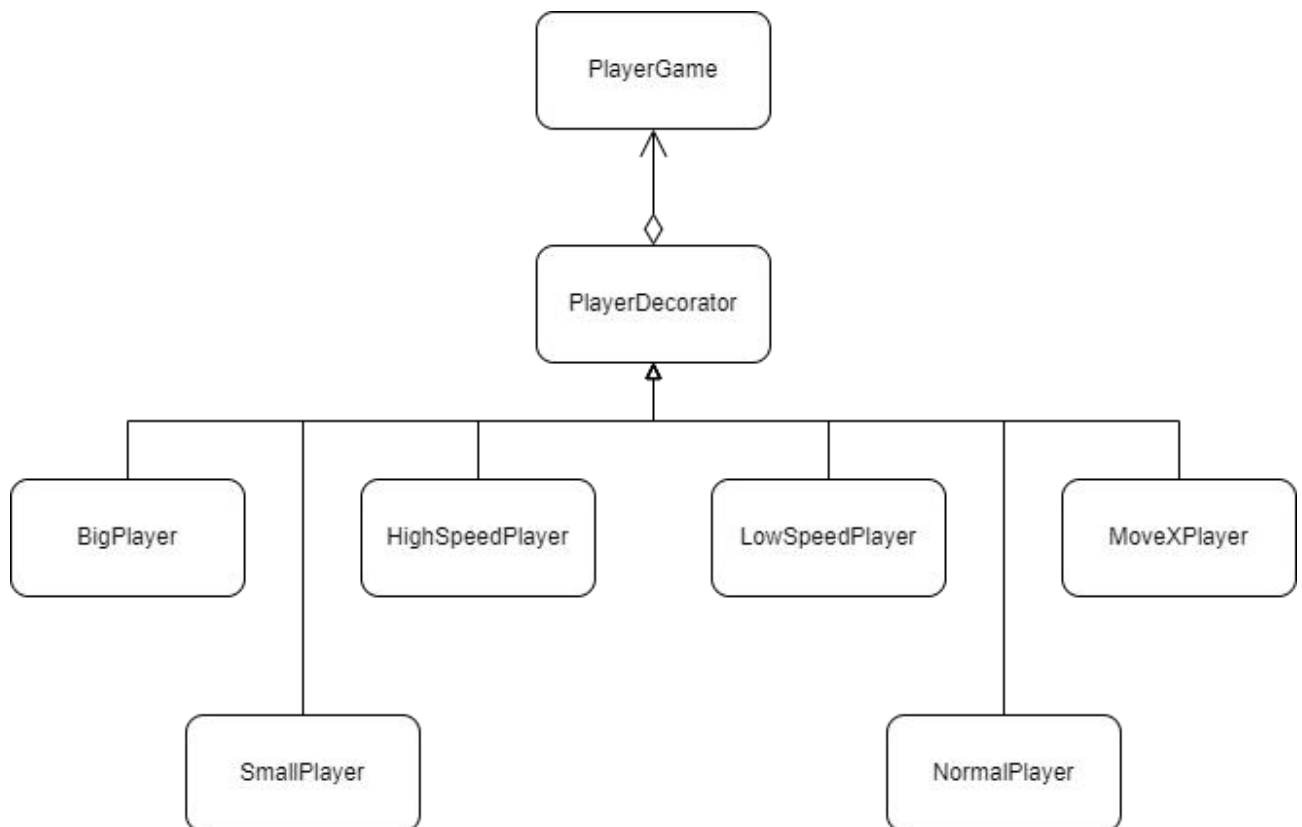 PlayerGame
PlayerDecorator
BigPlayer
HighSpeedPlayer
LowSpeedPlayer
MoveXPlayer
SmallPlayer
NormalPlayer